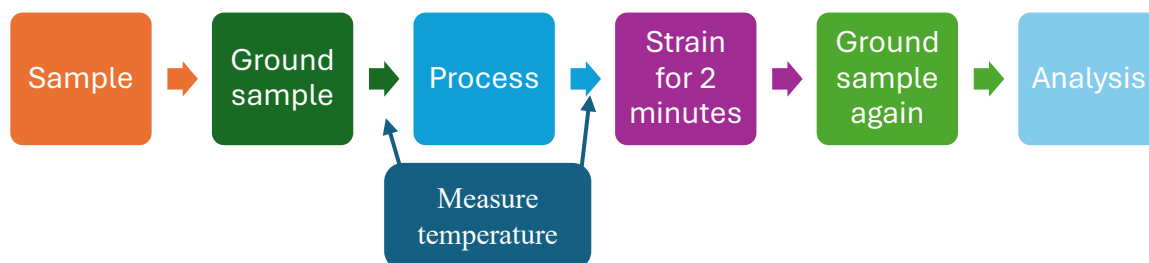 Sample
Ground
sample
Process
Strain
for 2
minutes
Ground
sample
again
Analysis
Measure
temperature